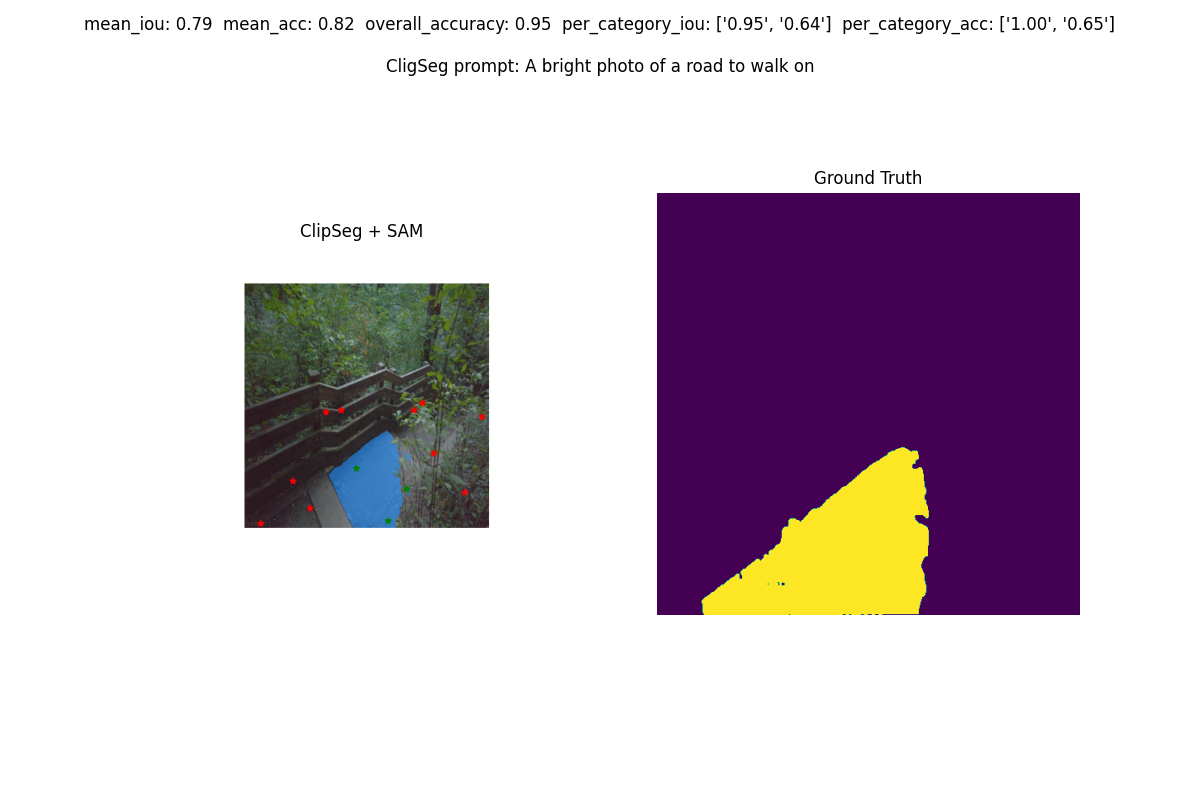 mean_iou: 0.79  mean_acc: 0.82  overall_accuracy: 0.95  per_category_iou: ['0.95', '0.64']  per_category_acc: ['1.00', '0.65']
CligSeg prompt: A bright photo of a road to walk on
Ground Truth
ClipSeg + SAM